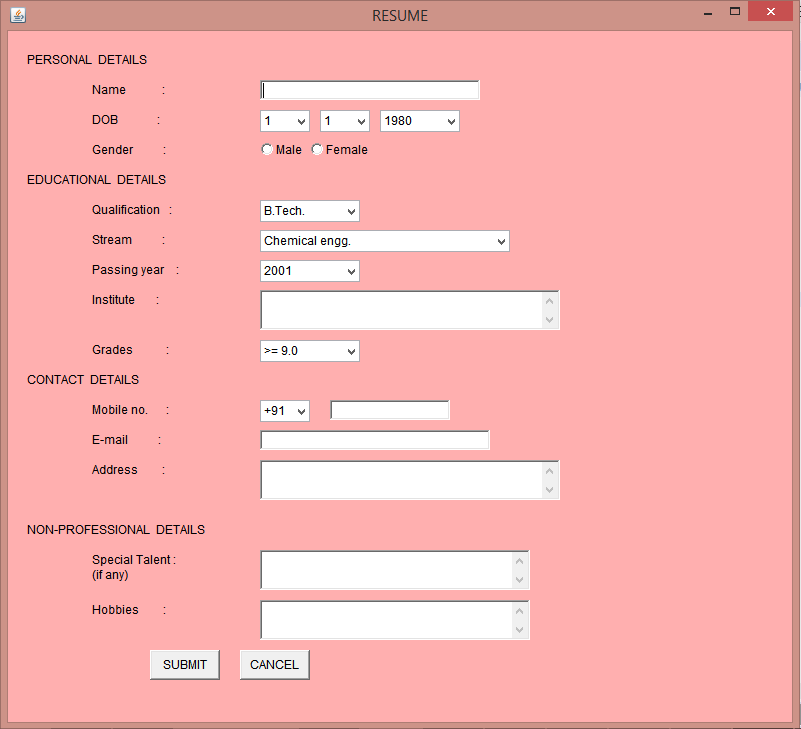 RESUME
PERSONAL DETAILS
Name :
DOB : 1 1 1980
Gender : Male Female
EDUCATIONAL DETAILS
Qualification : B.Tech.
Stream : Chemical engg.
Passing year : 2001
Institute :
Grades : >= 9.0
CONTACT DETAILS
Mobile no. : +91
E-mail :
Address :
NON-PROFESSIONAL DETAILS
Special Talent :
(if any)
Hobbies :
SUBMIT CANCEL